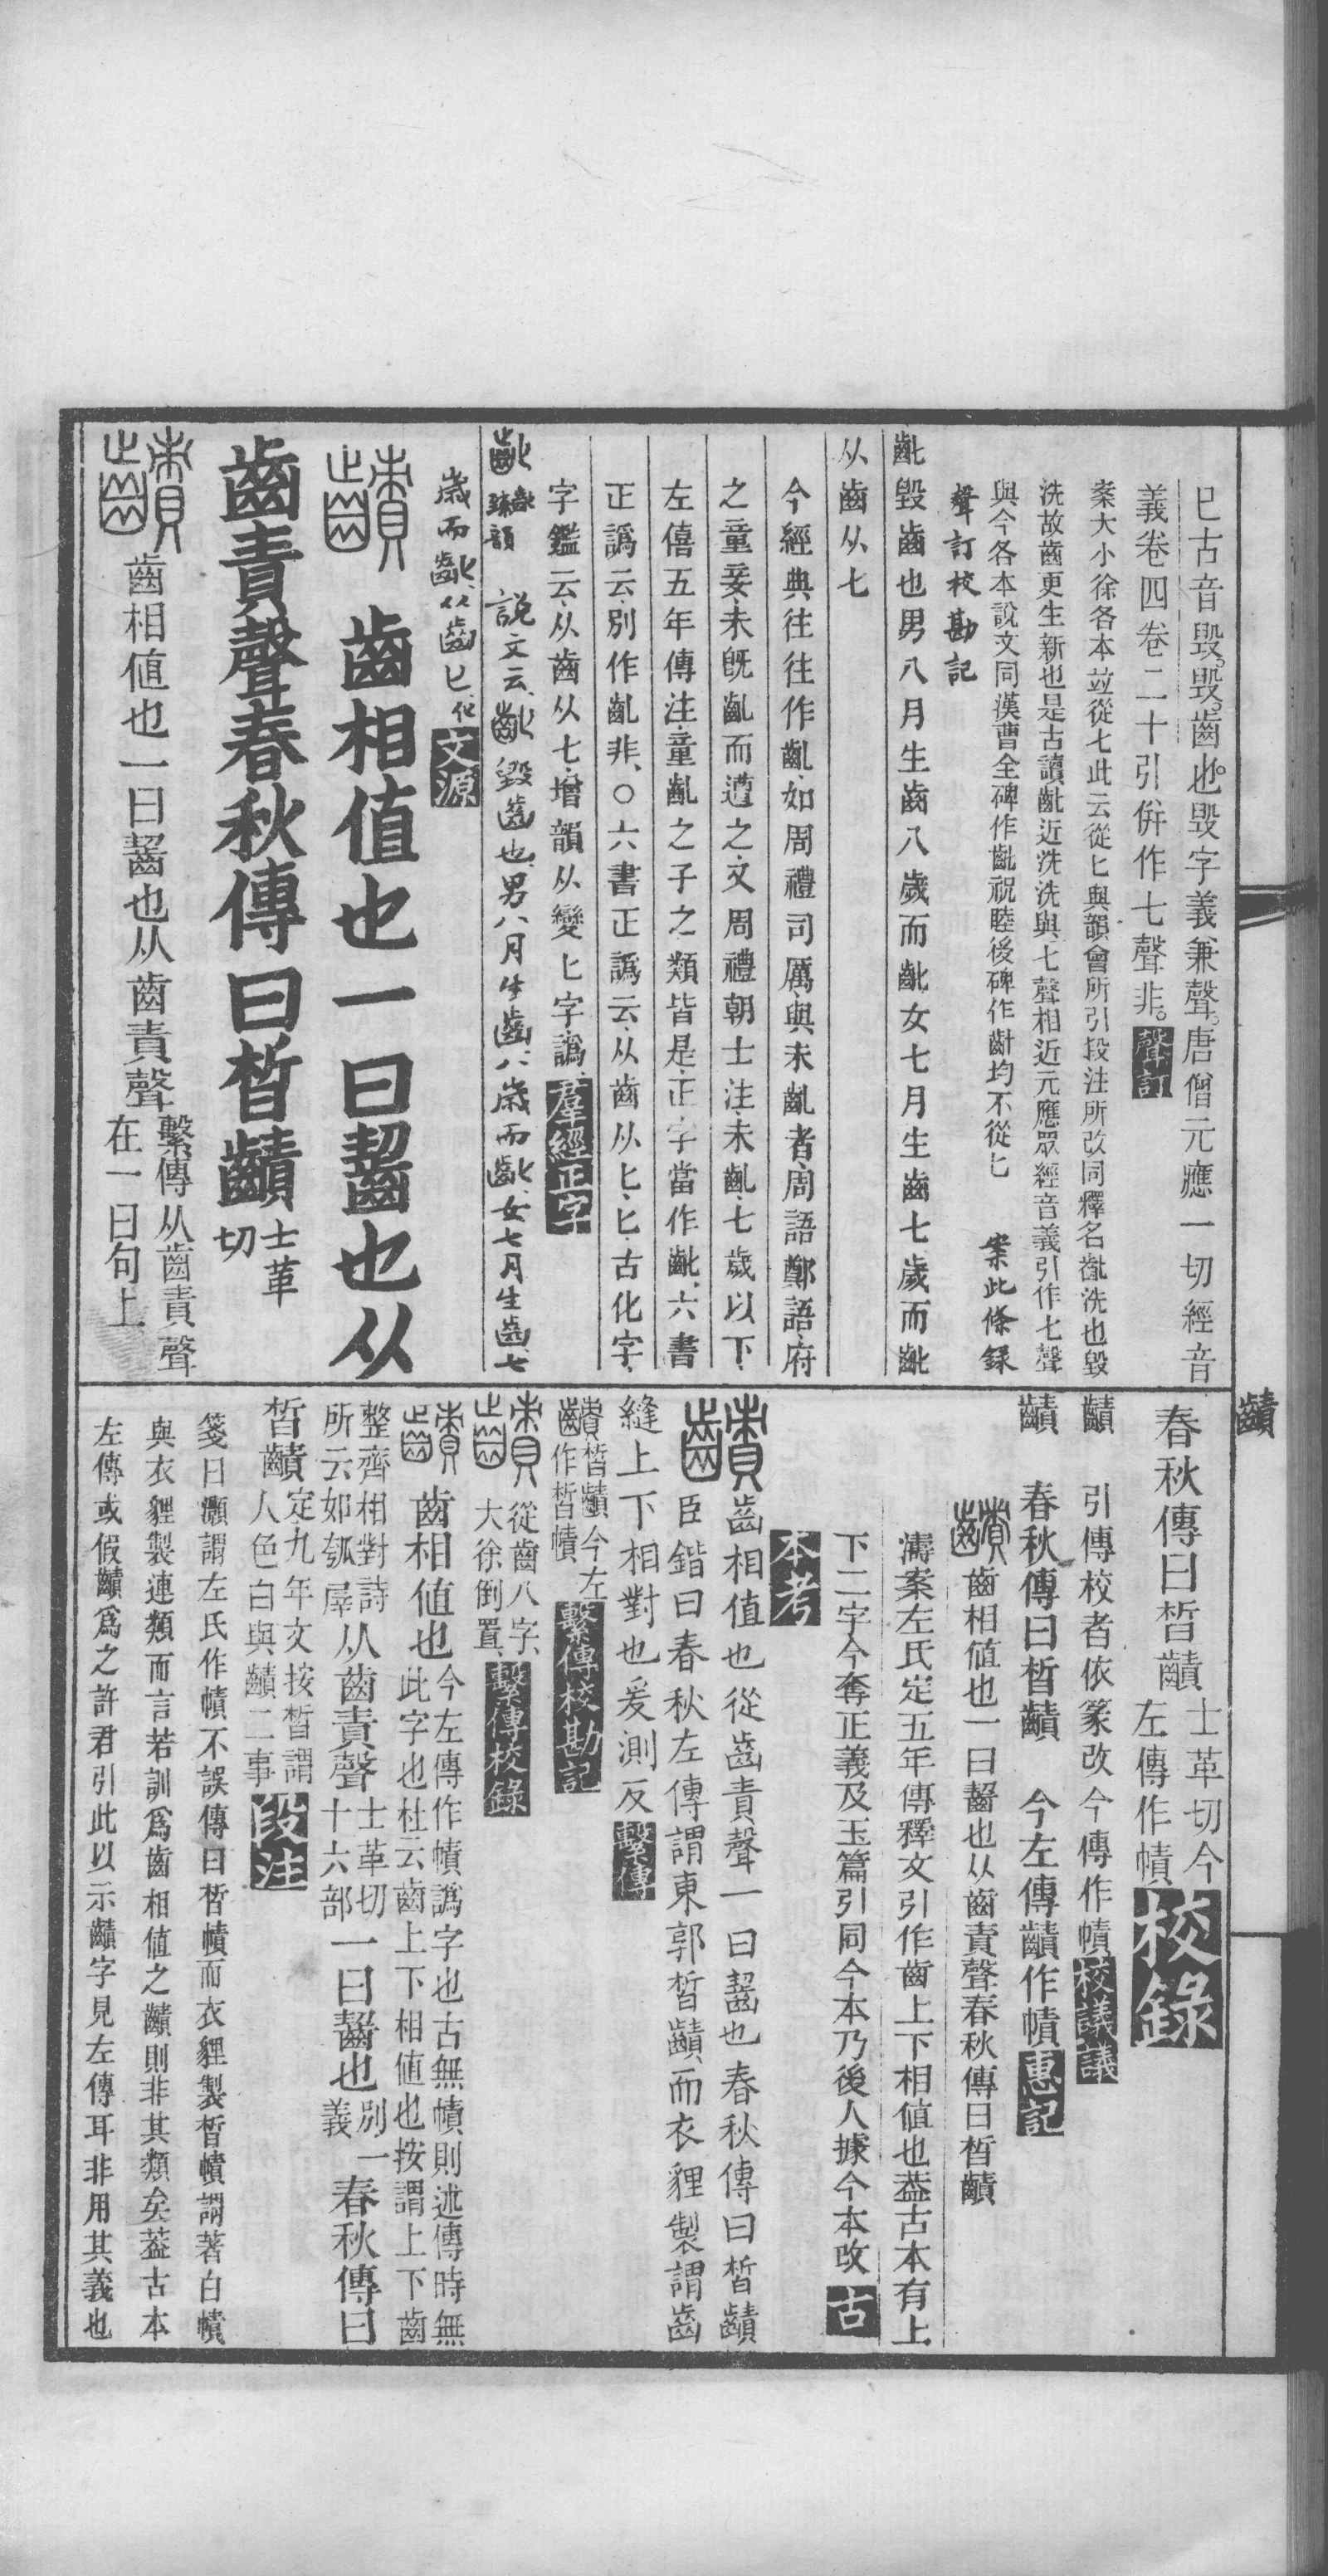 齒責
匕古音毀毀齒也毀字義兼聲唐僧元應一切經音
義卷四卷二十引併作七聲非聲訂
案大小徐各本竝從七此云從匕與韻會所引段注所改同釋名齔洗也毀
洗故齒更生新也是古讀齔近洗洗與七聲相近元應眾經音義引作七聲
與今各本說文同漢曹全碑作齔祝睦後碑作齓均不從匕 案此條錄
聲訂校勘記
齔毀齒也男八月生齒八歲而齔女七月生齒七歲而齔
从齒从七
今經典往往作齓如周禮司厲與未齓者周語鄭語府
之童妾未旣齓而遭之文周禮朝士注未齓七歲以下
左僖五年傳注童齓之子之類皆是正字當作齔六書
正譌云別作齓非○六書正譌云从齒从匕匕古化字
字鑑云从齒从七增韻从變匕字譌羣經正字
說文云齔毀齒也男八月生齒八歲而齔女七月生齒七
歲而齔从齒匕文源
齒相值也一曰齧也从
齒責聲春秋傳曰皙齰士革切
齒相值也一曰齧也从齒責聲繫傳从齒責聲
在一曰句上
春秋傳曰皙齰士革切今
左傳作幘校錄
引傳校者依篆改今傳作幘校議議
春秋傳曰皙齰 今左傳齰作幘惠記
齒相值也一曰齧也从齒責聲春秋傳曰皙齰
濤案左氏定五年傳釋文引作齒上下相值也葢古本有上
下二字今奪正義及玉篇引同今本乃後人據今本改古
本考
齒相值也從齒責聲一曰齧也春秋傳曰皙齰
臣鍇曰春秋左傳謂東郭皙齰而衣貍製謂齒
縫上下相對也爰測反繫傳
皙齰今左
作皙幘繫傳校勘記
從齒八字
大徐倒置繫傳校錄
齒相值也今左傳作幘譌字也古無幘則述傳時無
此字也杜云齒上下相值也按謂上下齒
整齊相對詩
所云如瓠犀从齒責聲士革切
十六部一曰齧也別一
義春秋傳曰
皙齰定九年文按皙謂
人色白與齰二事段注
箋曰灝謂左氏作幘不誤傳曰皙幘而衣貍製皙幘謂著白幘
與衣貍製連類而言若訓爲齒相值之齰則非其類矣葢古本
左傳或假齰爲之許君引此以示齰字見左傳耳非用其義也